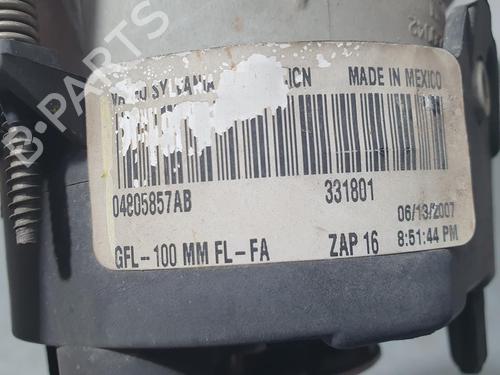 SYLVANIA MADE IN MEXICO
04805857AB 331801
06/13/2007
GFL-100 MM FL-FA ZAP 16 8:51:44 PM
B-PARTS